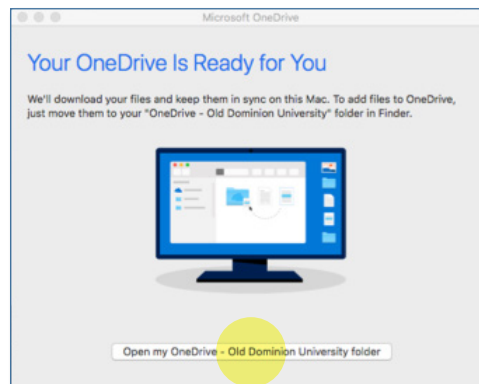 Microsoft OneDrive
Your OneDrive Is Ready for You
We'll download your files and keep them in sync on this Mac. To add files to OneDrive,
just move them to your "OneDrive - Old Dominion University" folder in Finder.
Open my OneDrive - Old Dominion University folder